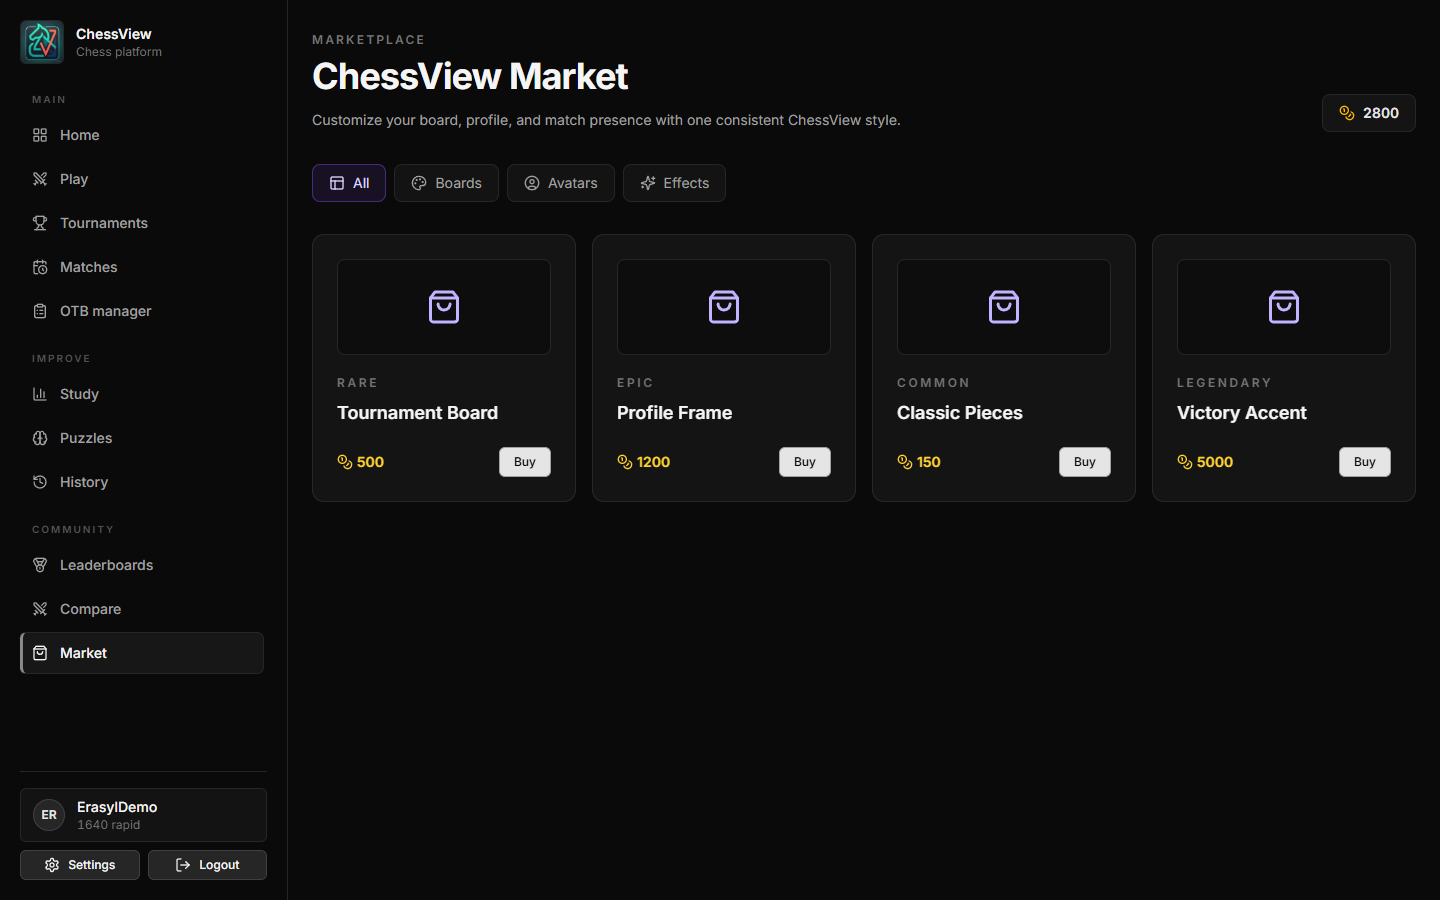 ChessView
Chess platform
MAIN
Home
Play
Tournaments
Matches
OTB manager
IMPROVE
Study
Puzzles
History
COMMUNITY
Leaderboards
Compare
Market
ER
ErasylDemo
1640 rapid
Settings
Logout
MARKETPLACE
ChessView Market
Customize your board, profile, and match presence with one consistent ChessView style.
2800
All
Boards
Avatars
Effects
RARE
Tournament Board
500
Buy
EPIC
Profile Frame
1200
Buy
COMMON
Classic Pieces
150
Buy
LEGENDARY
Victory Accent
5000
Buy